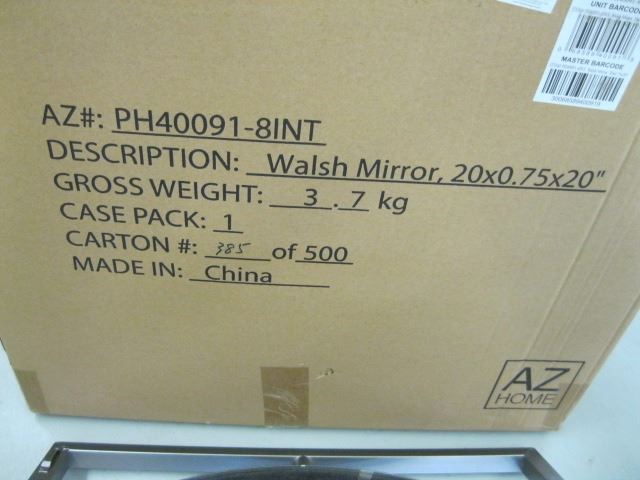 UNIT BARCODE
MASTER BARCODE
AZ#: PH40091-8INT
DESCRIPTION: Walsh Mirror, 20x0.75x20"
GROSS WEIGHT: 3.7 kg
CASE PACK: 1
CARTON #: 385 of 500
MADE IN: China
AZ
HOME